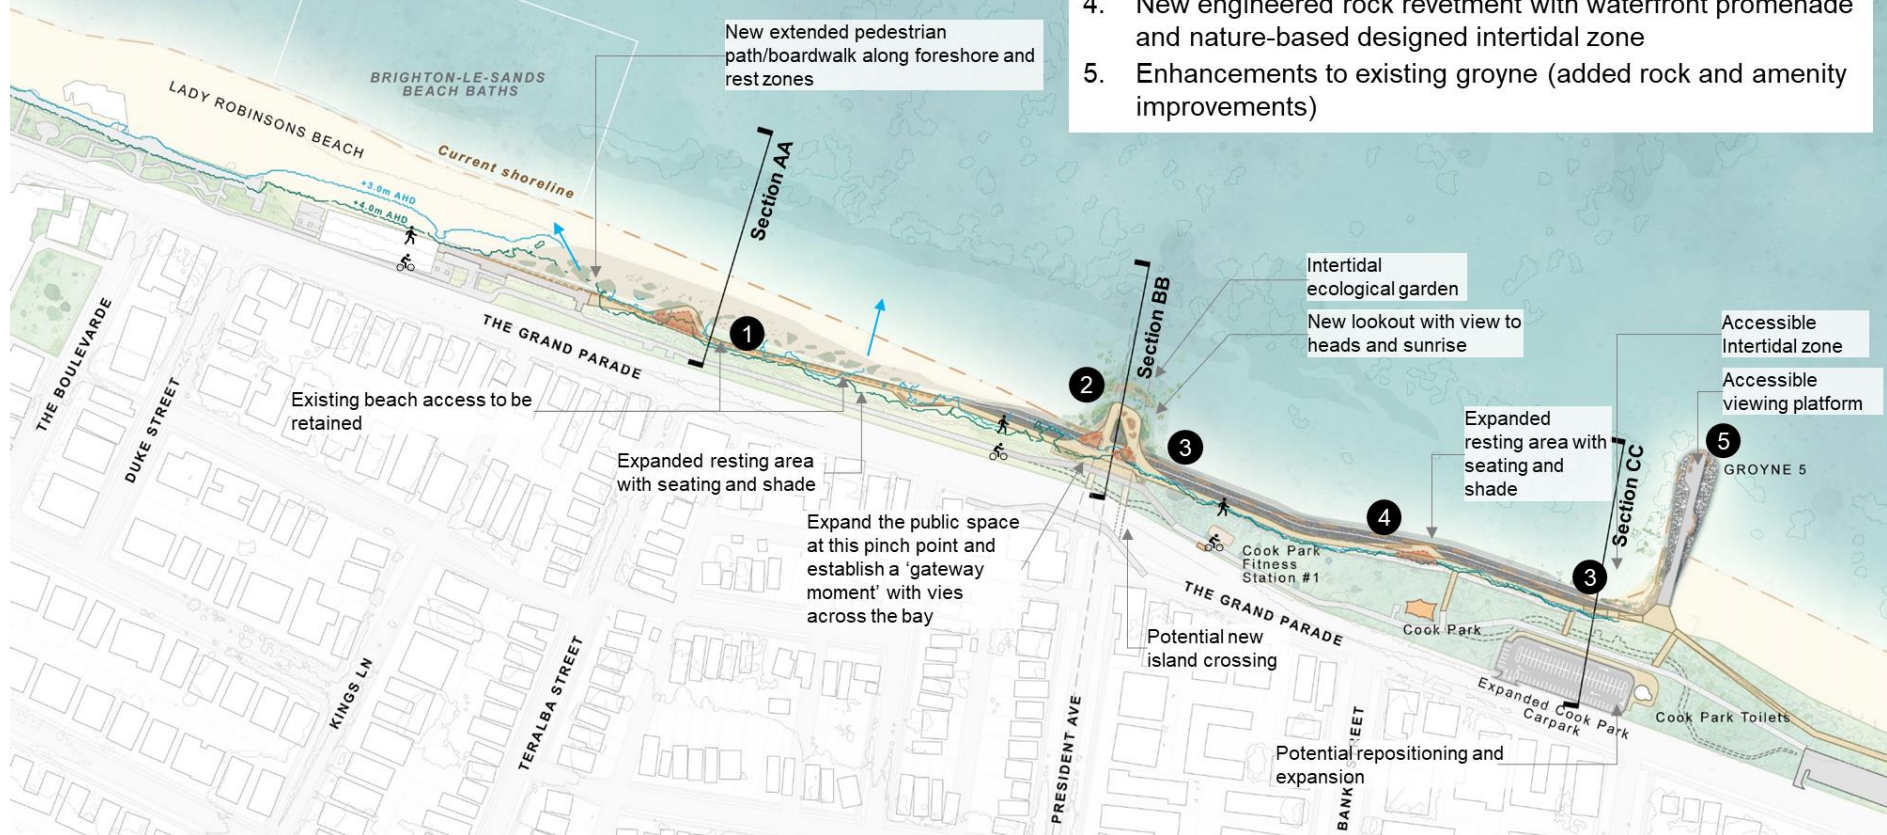 4. New engineered rock revetment with waterfront promenade
and nature-based designed intertidal zone
5. Enhancements to existing groyne (added rock and amenity
improvements)
New extended pedestrian
path/boardwalk along foreshore and
rest zones
BRIGHTON-LE-SANDS
BEACH BATHS
LADY ROBINSONS BEACH
Current shoreline
+3.0m AHD
+4.0m AHD
Section AA
Section BB
Intertidal
ecological garden
New lookout with view to
heads and sunrise
Accessible
Intertidal zone
Accessible
viewing platform
THE BOULEVARDE
DUKE STREET
THE GRAND PARADE
1
2
3
Existing beach access to be
retained
Expanded resting area
with seating and shade
Expand the public space
at this pinch point and
establish a ‘gateway
moment’ with vies
across the bay
Expanded
resting area with
seating and
shade
Section CC
5
GROYNE 5
4
3
Cook Park
Fitness
Station #1
THE GRAND PARADE
Cook Park
Potential new
island crossing
KINGS LN
TERALBA STREET
PRESIDENT AVE
BANKS STREET
Expanded Cook Park
Carpark
Cook Park Toilets
Potential repositioning and
expansion